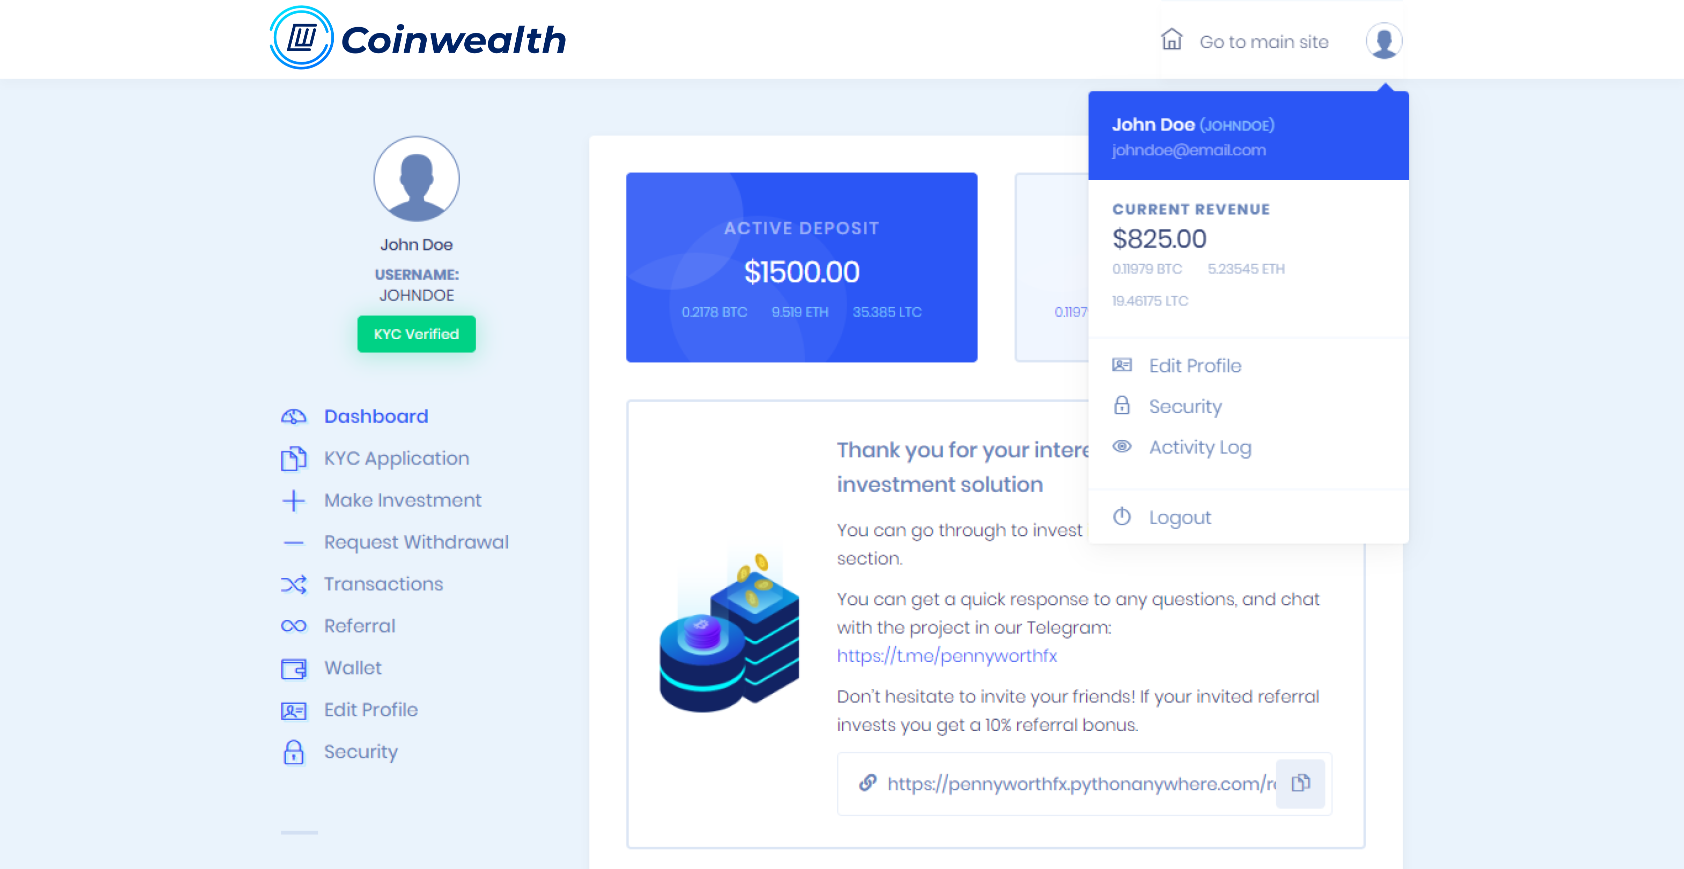 Coinwealth
Go to main site
John Doe (JOHNDOE)
johndoe@email.com
CURRENT REVENUE
$825.00
0.11979 BTC 5.23545 ETH
19.46175 LTC
Edit Profile
Security
Activity Log
Logout
John Doe
USERNAME:
JOHNDOE
KYC Verified
Dashboard
KYC Application
Make Investment
Request Withdrawal
Transactions
Referral
Wallet
Edit Profile
Security
ACTIVE DEPOSIT
$1500.00
0.2178 BTC 9.519 ETH 35.385 LTC
0.1197
Thank you for your intere
investment solution
You can go through to invest
section.
You can get a quick response to any questions, and chat
with the project in our Telegram:
https://t.me/pennyworthfx
Don't hesitate to invite your friends! If your invited referral
invests you get a 10% referral bonus.
https://pennyworthfx.pythonanywhere.com/r